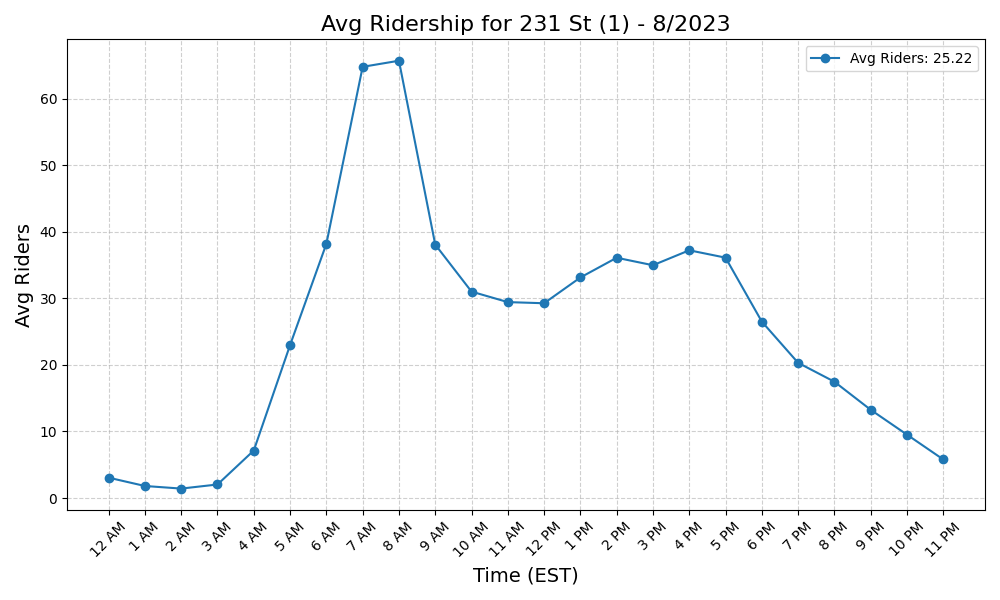 Avg Ridership for 231 St (1) - 8/2023
Avg Riders: 25.22
Avg Riders
60
50
40
30
20
10
0
12 AM 1 AM 2 AM 3 AM 4 AM 5 AM 6 AM 7 AM 8 AM 9 AM 10 AM 11 AM 12 PM 1 PM 2 PM 3 PM 4 PM 5 PM 6 PM 7 PM 8 PM 9 PM 10 PM 11 PM
Time (EST)